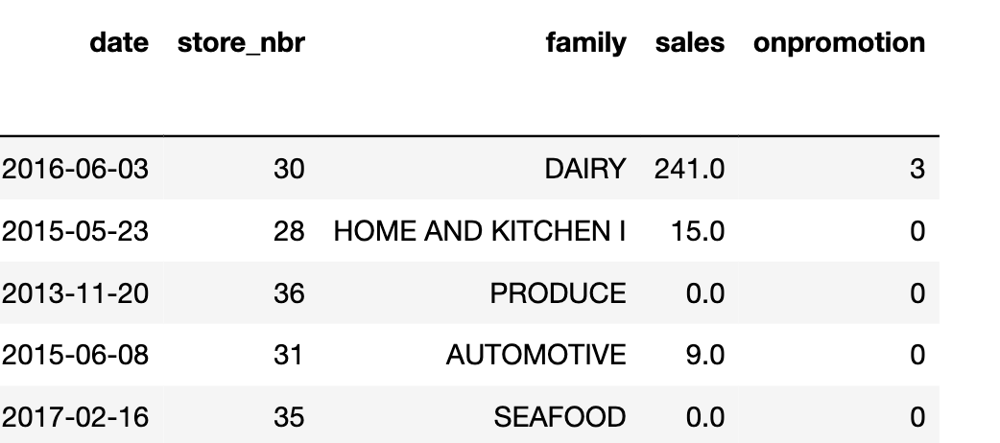 date store_nbr family sales onpromotion
2016-06-03 30 DAIRY 241.0 3
2015-05-23 28 HOME AND KITCHEN I 15.0 0
2013-11-20 36 PRODUCE 0.0 0
2015-06-08 31 AUTOMOTIVE 9.0 0
2017-02-16 35 SEAFOOD 0.0 0